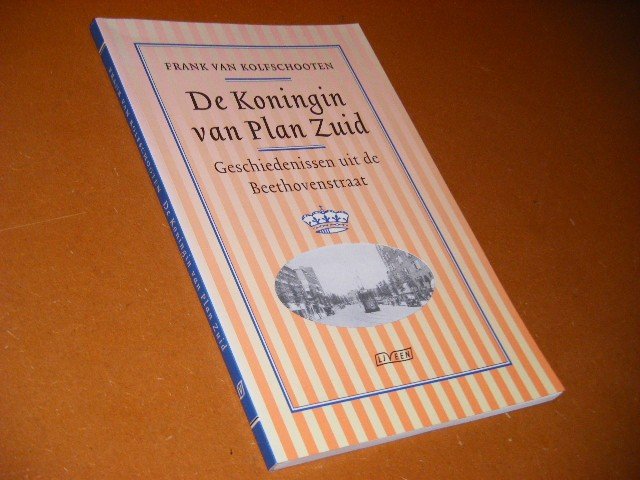 FRANK VAN KOLFSCHOOTEN
De Koningin
van Plan Zuid
Geschiedenissen uit de
Beethovenstraat
LIVEEN
FRANK VAN KOLFSCHOOTEN De Koningin van Plan Zuid